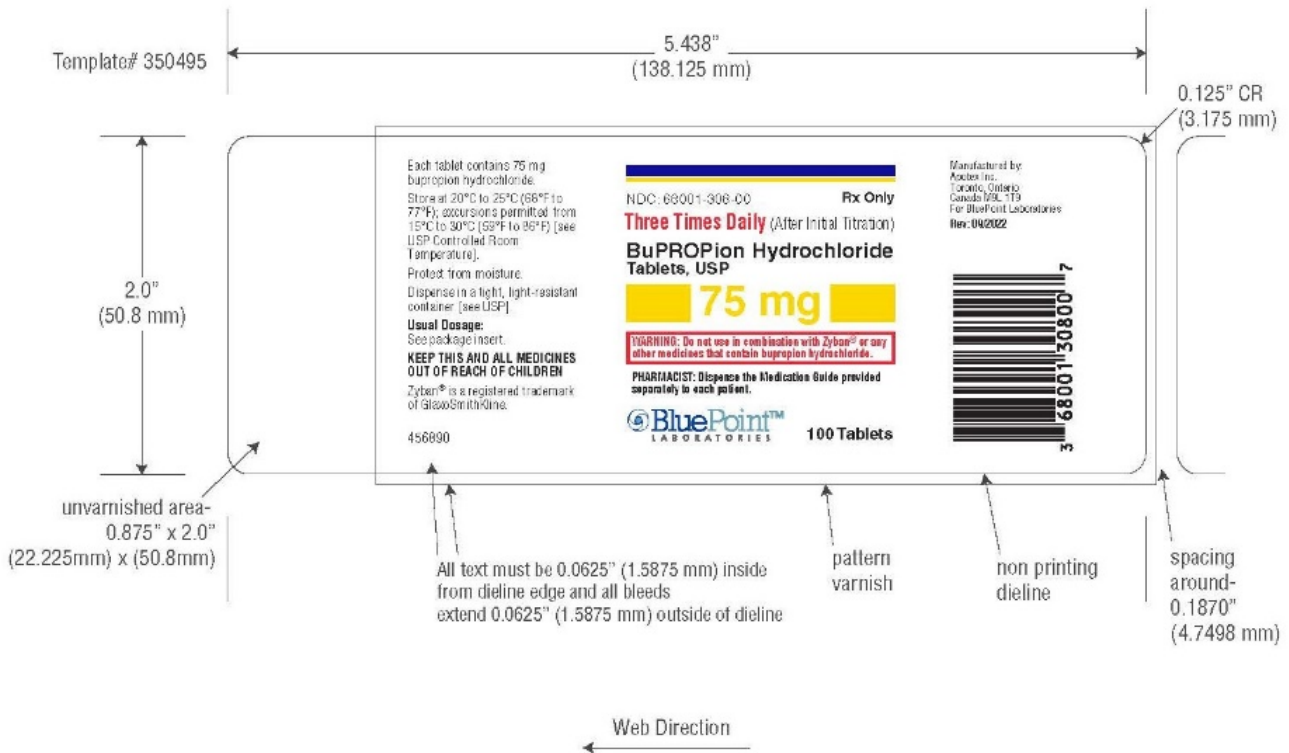 Template# 350495
5.438"
(138.125 mm)
0.125" CR
(3.175 mm)
2.0"
(50.8 mm)
Each tablet contains 75 mg
bupropion hydrochloride.
Store at 20°C to 25°C (68°F to
77°F); excursions permitted from
15°C to 30°C (59°F to 86°F) [see
USP Controlled Room
Temperature].
Protect from moisture.
Dispense in a tight, light-resistant
container [see USP]
Usual Dosage:
See package insert.
KEEP THIS AND ALL MEDICINES
OUT OF REACH OF CHILDREN
Zyban® is a registered trademark
of GlaxoSmithKline.
456890
NDC: 68001-308-00 Rx Only
Three Times Daily (After Initial Titration)
BuPROPion Hydrochloride
Tablets, USP
75 mg
WARNING: Do not use in combination with Zyban® or any
other medicines that contain bupropion hydrochloride.
PHARMACIST: Dispense the Medication Guide provided
separately to each patient.
BluePoint™
LABORATORIES
100 Tablets
Manufactured by:
Apotex Inc.
Toronto, Ontario
Canada M9L 1T9
For BluePoint Laboratories
Rev: 09/2022
3 68001 30800 7
unvarnished area-
0.875" x 2.0"
(22.225mm) x (50.8mm)
All text must be 0.0625" (1.5875 mm) inside
from dieline edge and all bleeds
extend 0.0625" (1.5875 mm) outside of dieline
pattern
varnish
non printing
dieline
spacing
around-
0.1870"
(4.7498 mm)
Web Direction